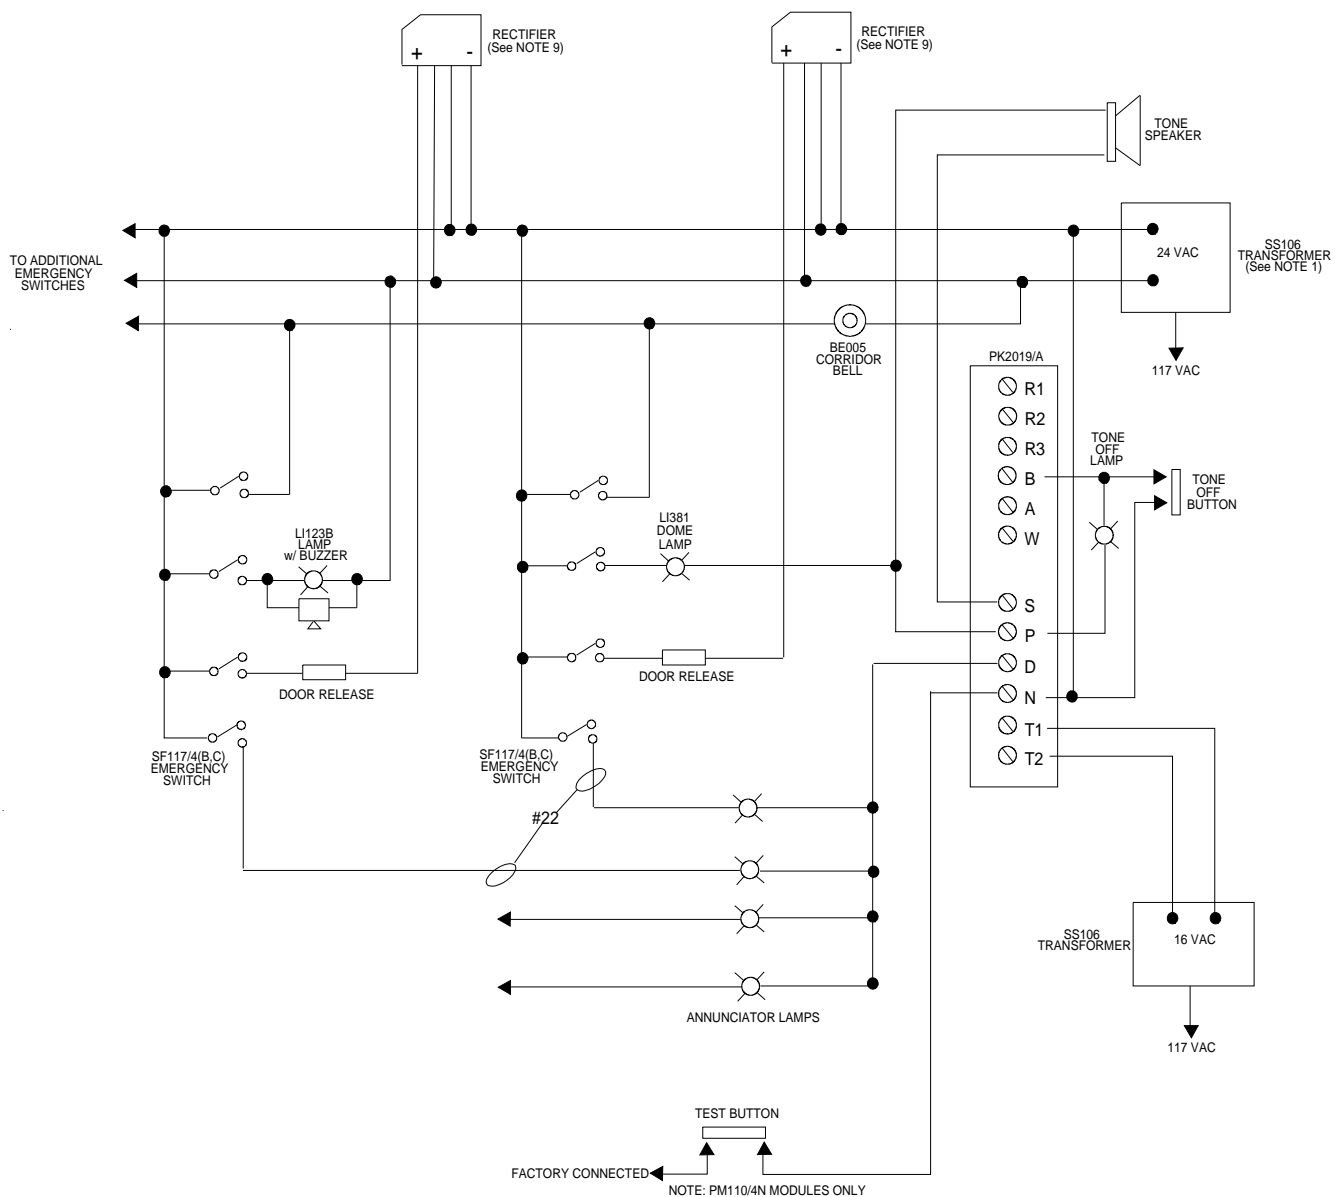 RECTIFIER
(See NOTE 9)
+ -
RECTIFIER
(See NOTE 9)
+ -
TONE
SPEAKER
TO ADDITIONAL
EMERGENCY
SWITCHES
24 VAC
SS106
TRANSFORMER
(See NOTE 1)
117 VAC
BE005
CORRIDOR
BELL
PK2019/A
R1
R2
R3
B
A
W
S
P
D
N
T1
T2
TONE
OFF
LAMP
TONE
OFF
BUTTON
LI123B
LAMP
w/ BUZZER
LI381
DOME
LAMP
DOOR RELEASE
DOOR RELEASE
SF117/4(B,C)
EMERGENCY
SWITCH
SF117/4(B,C)
EMERGENCY
SWITCH
#22
SS106
TRANSFORMER
16 VAC
117 VAC
ANNUNCIATOR LAMPS
TEST BUTTON
FACTORY CONNECTED
NOTE: PM110/4N MODULES ONLY